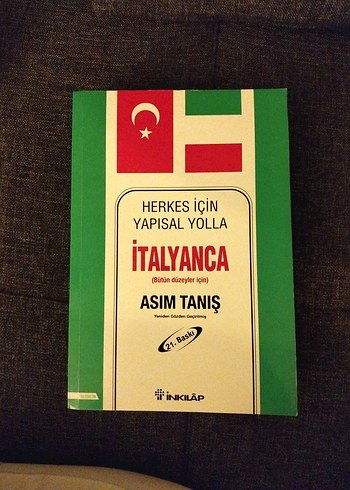 HERKES İÇİN
YAPISAL YOLLA
İTALYANCA
(Bütün düzeyler için)
ASIM TANIŞ
Yeniden Gözden Geçirilmiş
21. Baskı
İNKILÂP